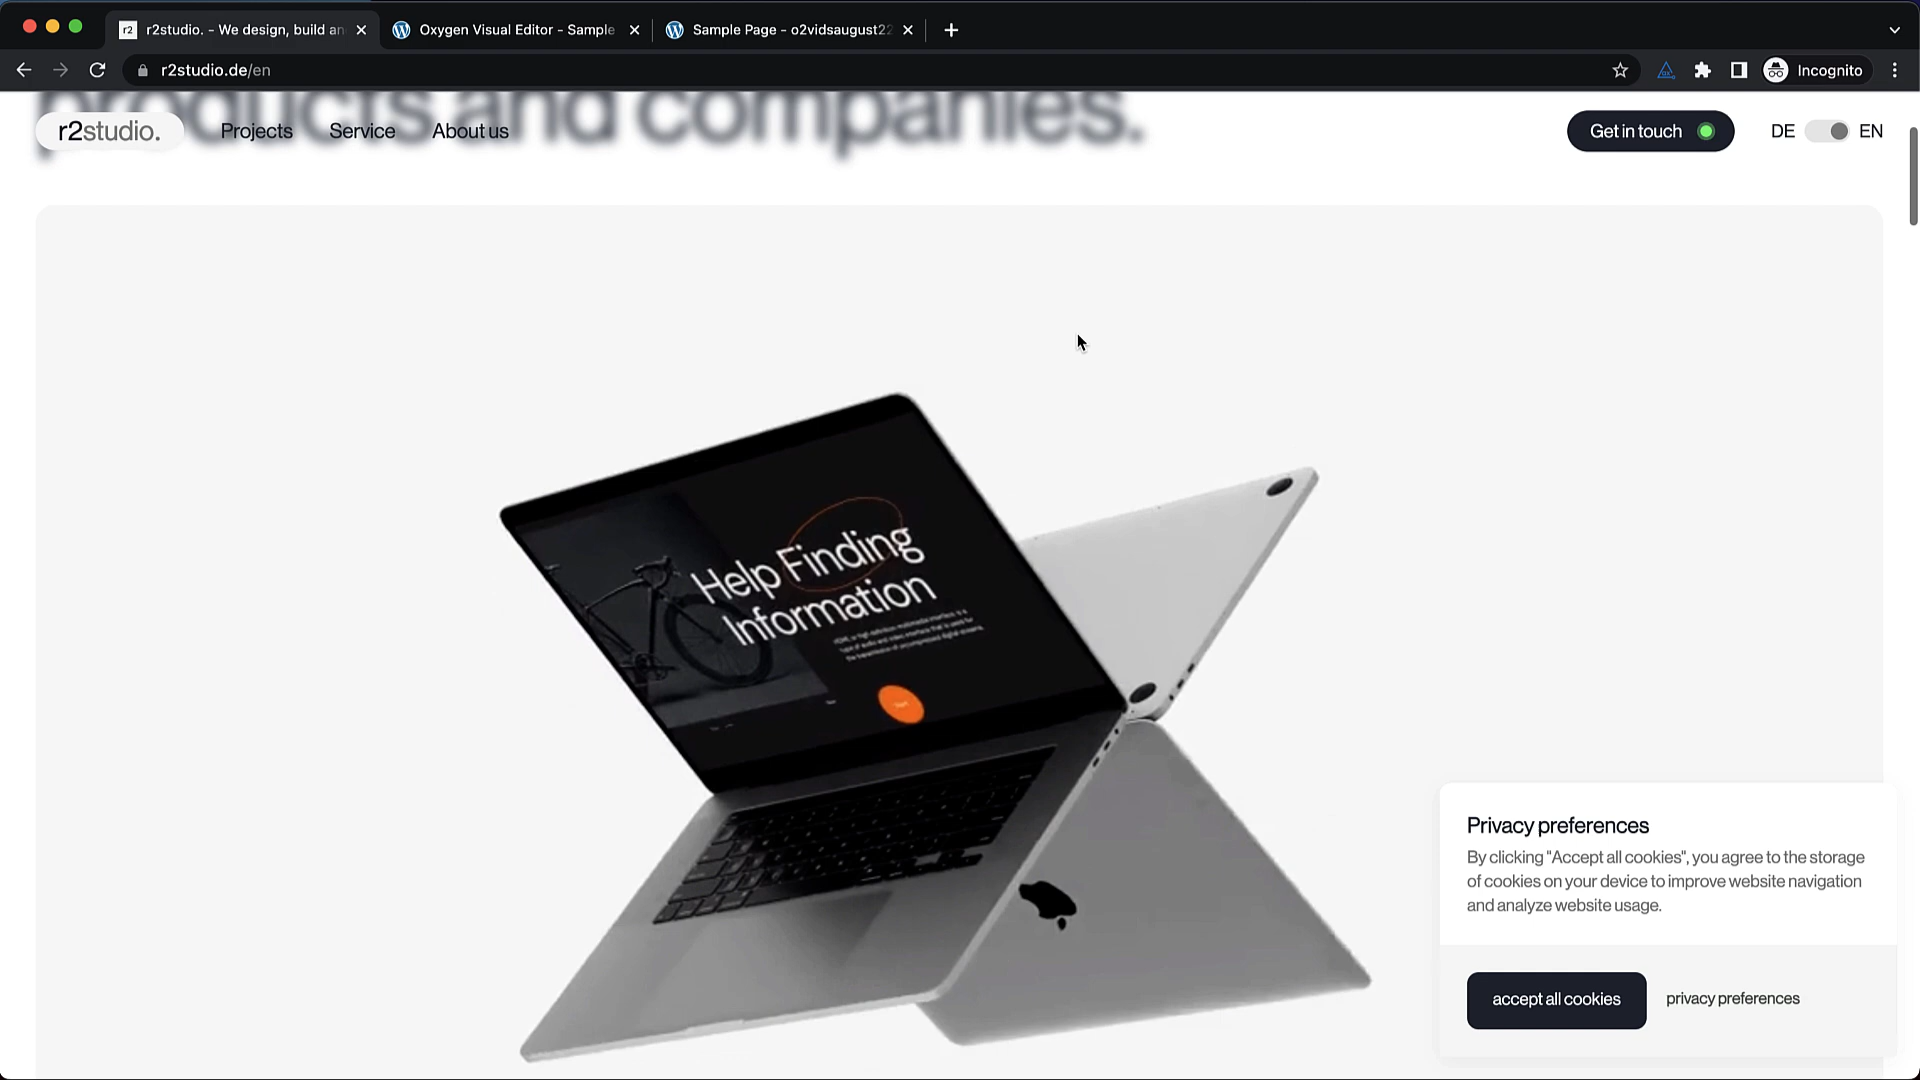 r2 r2studio. - We design, build an
Oxygen Visual Editor - Sample
Sample Page - o2vidsaugust22
r2studio.de/en
Incognito
products and companies.
r2studio.
Projects
Service
About us
Get in touch
DE
EN
Help Finding
Information
Privacy preferences
By clicking "Accept all cookies", you agree to the storage
of cookies on your device to improve website navigation
and analyze website usage.
accept all cookies
privacy preferences